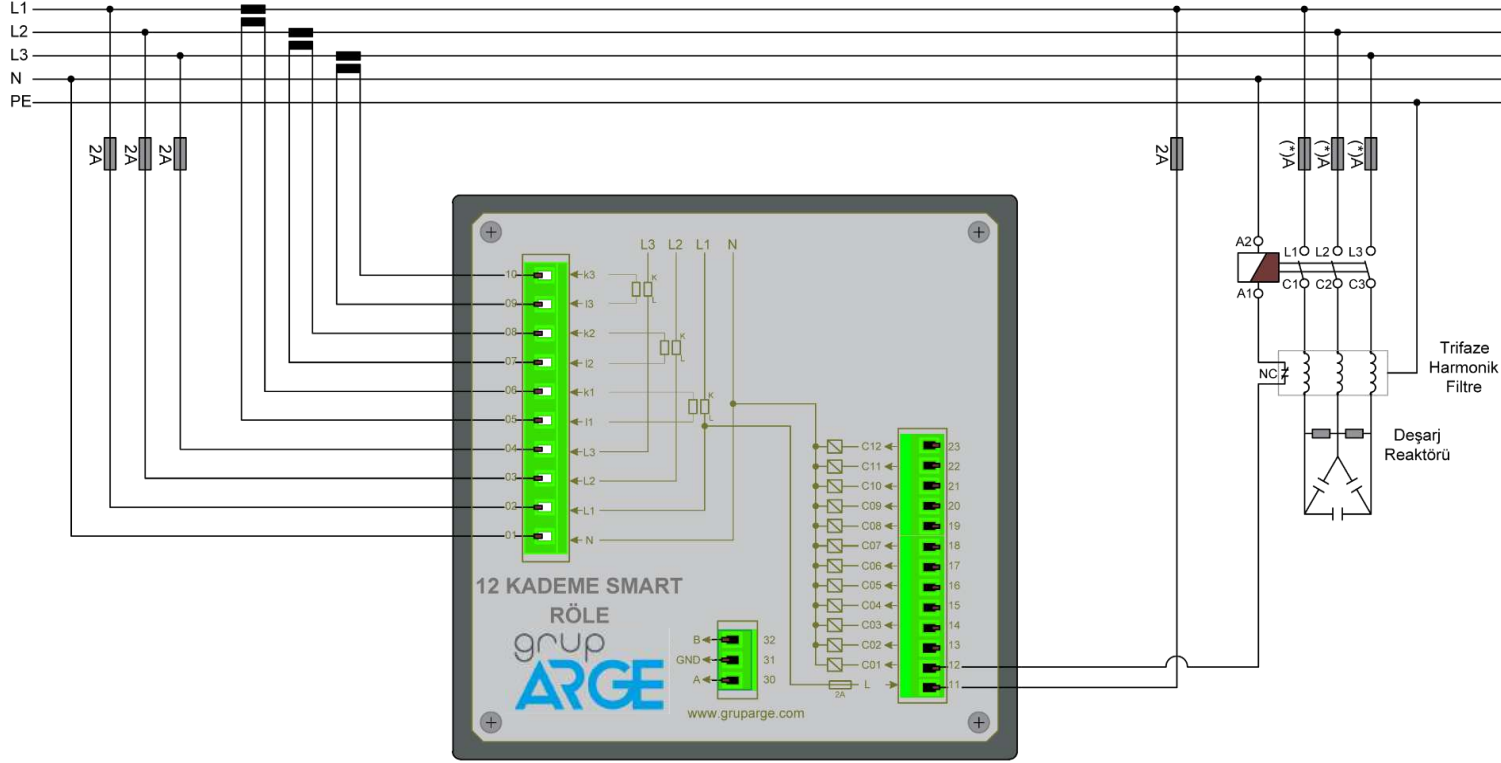 L1
L2
L3
N
PE
2A
2A
2A
2A
(*)A
(*)A
(*)A
L3 L2 L1 N
10 k3 K
09 l3 L
08 k2 K
07 l2 L
06 k1 K
05 l1 L
04 L3
03 L2
02 L1
01 N
A2 L1 L2 L3
A1 C1 C2 C3
NC
Trifaze
Harmonik
Filtre
Deşarj
Reaktörü
C12 23
C11 22
C10 21
C09 20
C08 19
C07 18
C06 17
C05 16
C04 15
C03 14
C02 13
C01 12
2A L 11
12 KADEME SMART
RÖLE
grup
ARGE
B 32
GND 31
A 30
www.gruparge.com